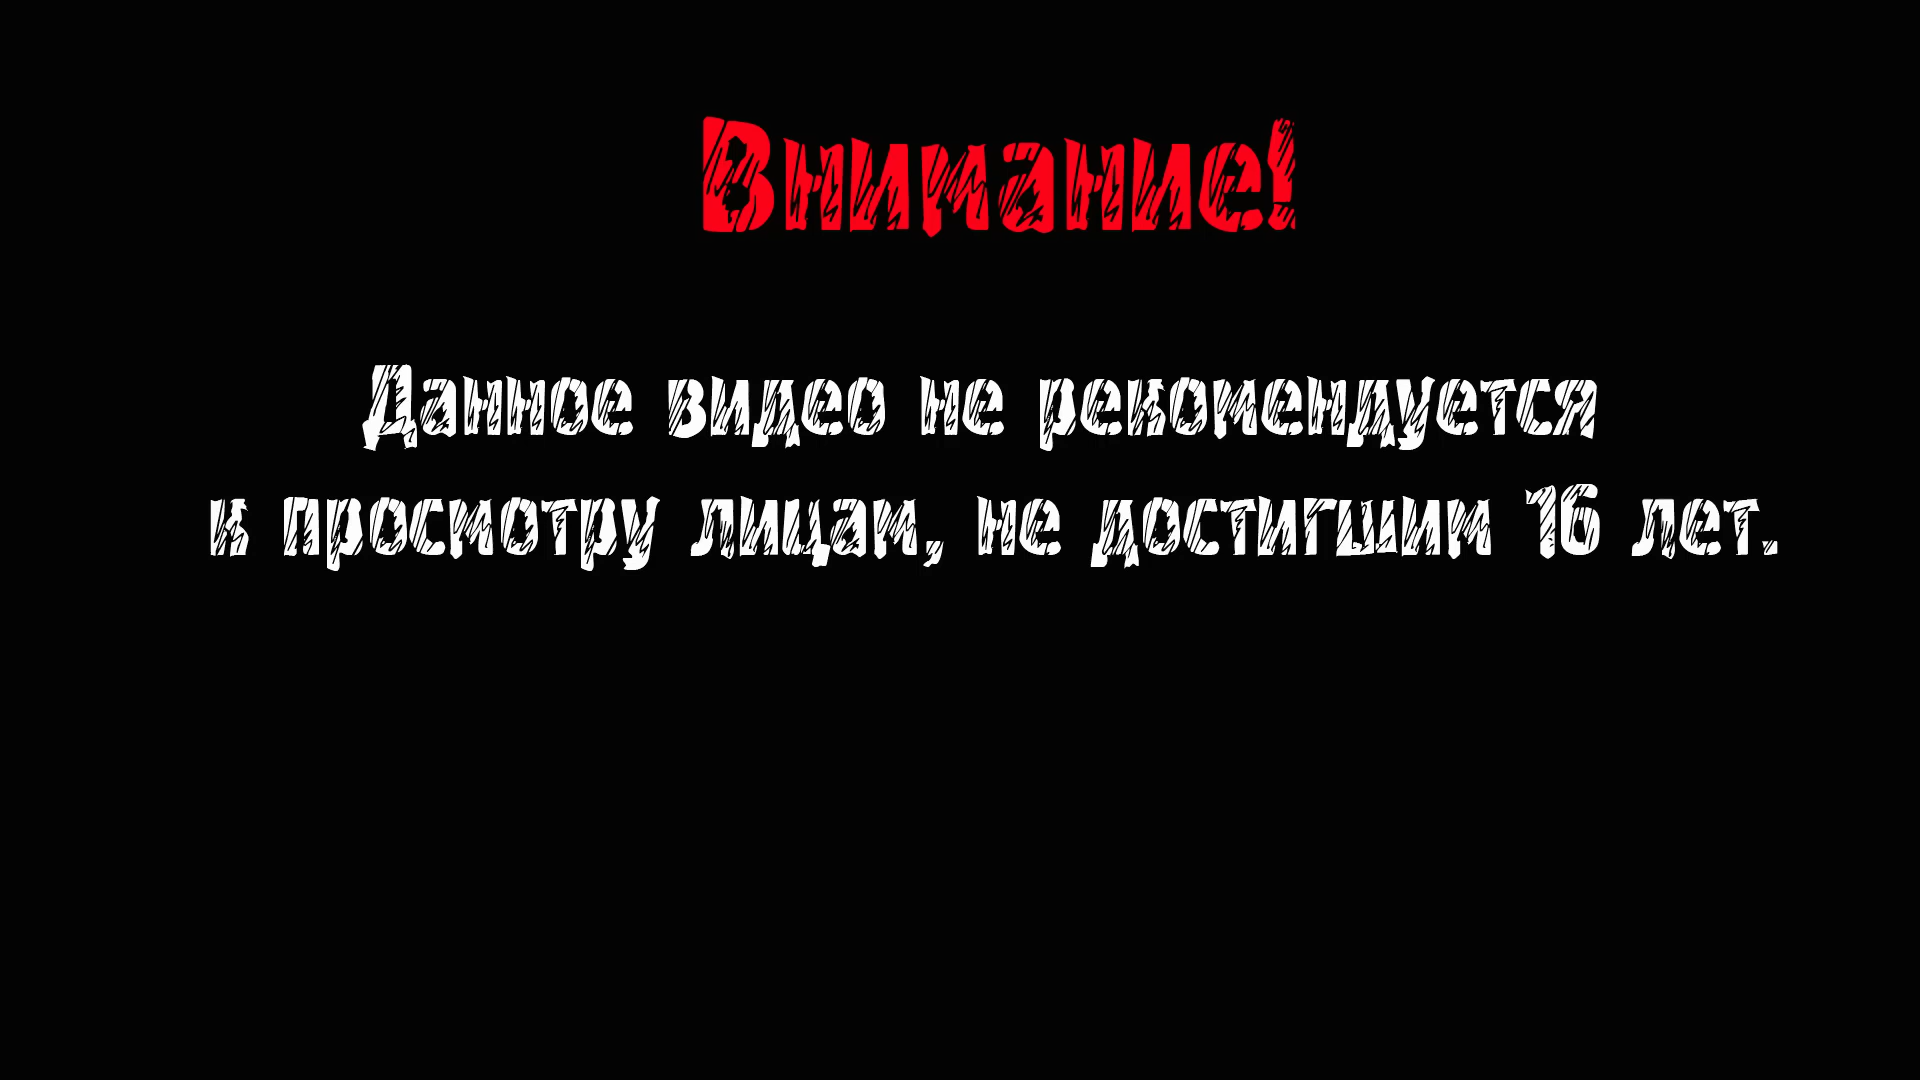 Внимание!
Данное видео не рекомендуется
к просмотру лицам, не достигшим 16 лет.